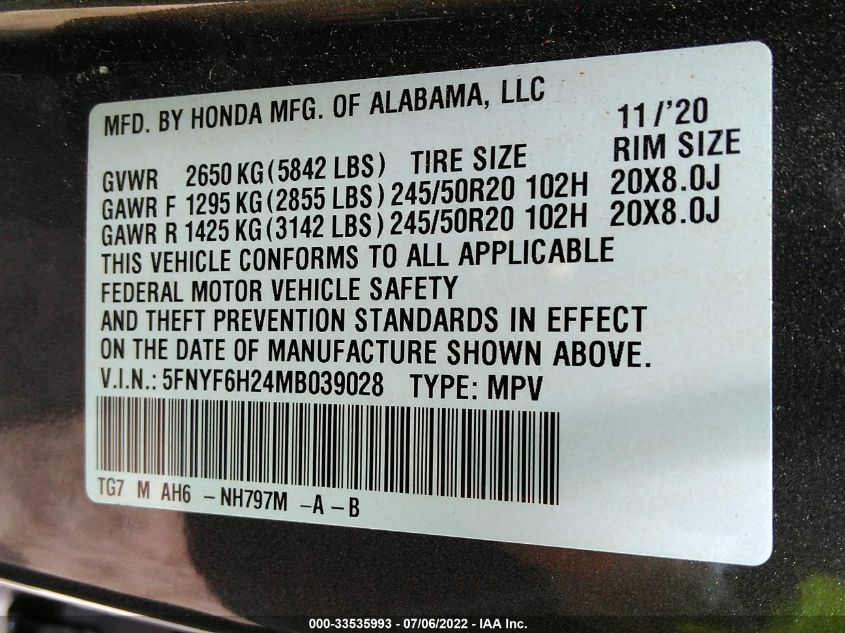 MFD. BY HONDA MFG. OF ALABAMA, LLC 11/'20
GVWR 2650 KG (5842 LBS) TIRE SIZE RIM SIZE
GAWR F 1295 KG (2855 LBS) 245/50R20 102H 20X8.0J
GAWR R 1425 KG (3142 LBS) 245/50R20 102H 20X8.0J
THIS VEHICLE CONFORMS TO ALL APPLICABLE
FEDERAL MOTOR VEHICLE SAFETY
AND THEFT PREVENTION STANDARDS IN EFFECT
ON THE DATE OF MANUFACTURE SHOWN ABOVE.
V.I.N.: 5FNYF6H24MB039028 TYPE: MPV
TG7 M AH6 - NH797M - A - B
000-33535993 - 07/06/2022 - IAA Inc.